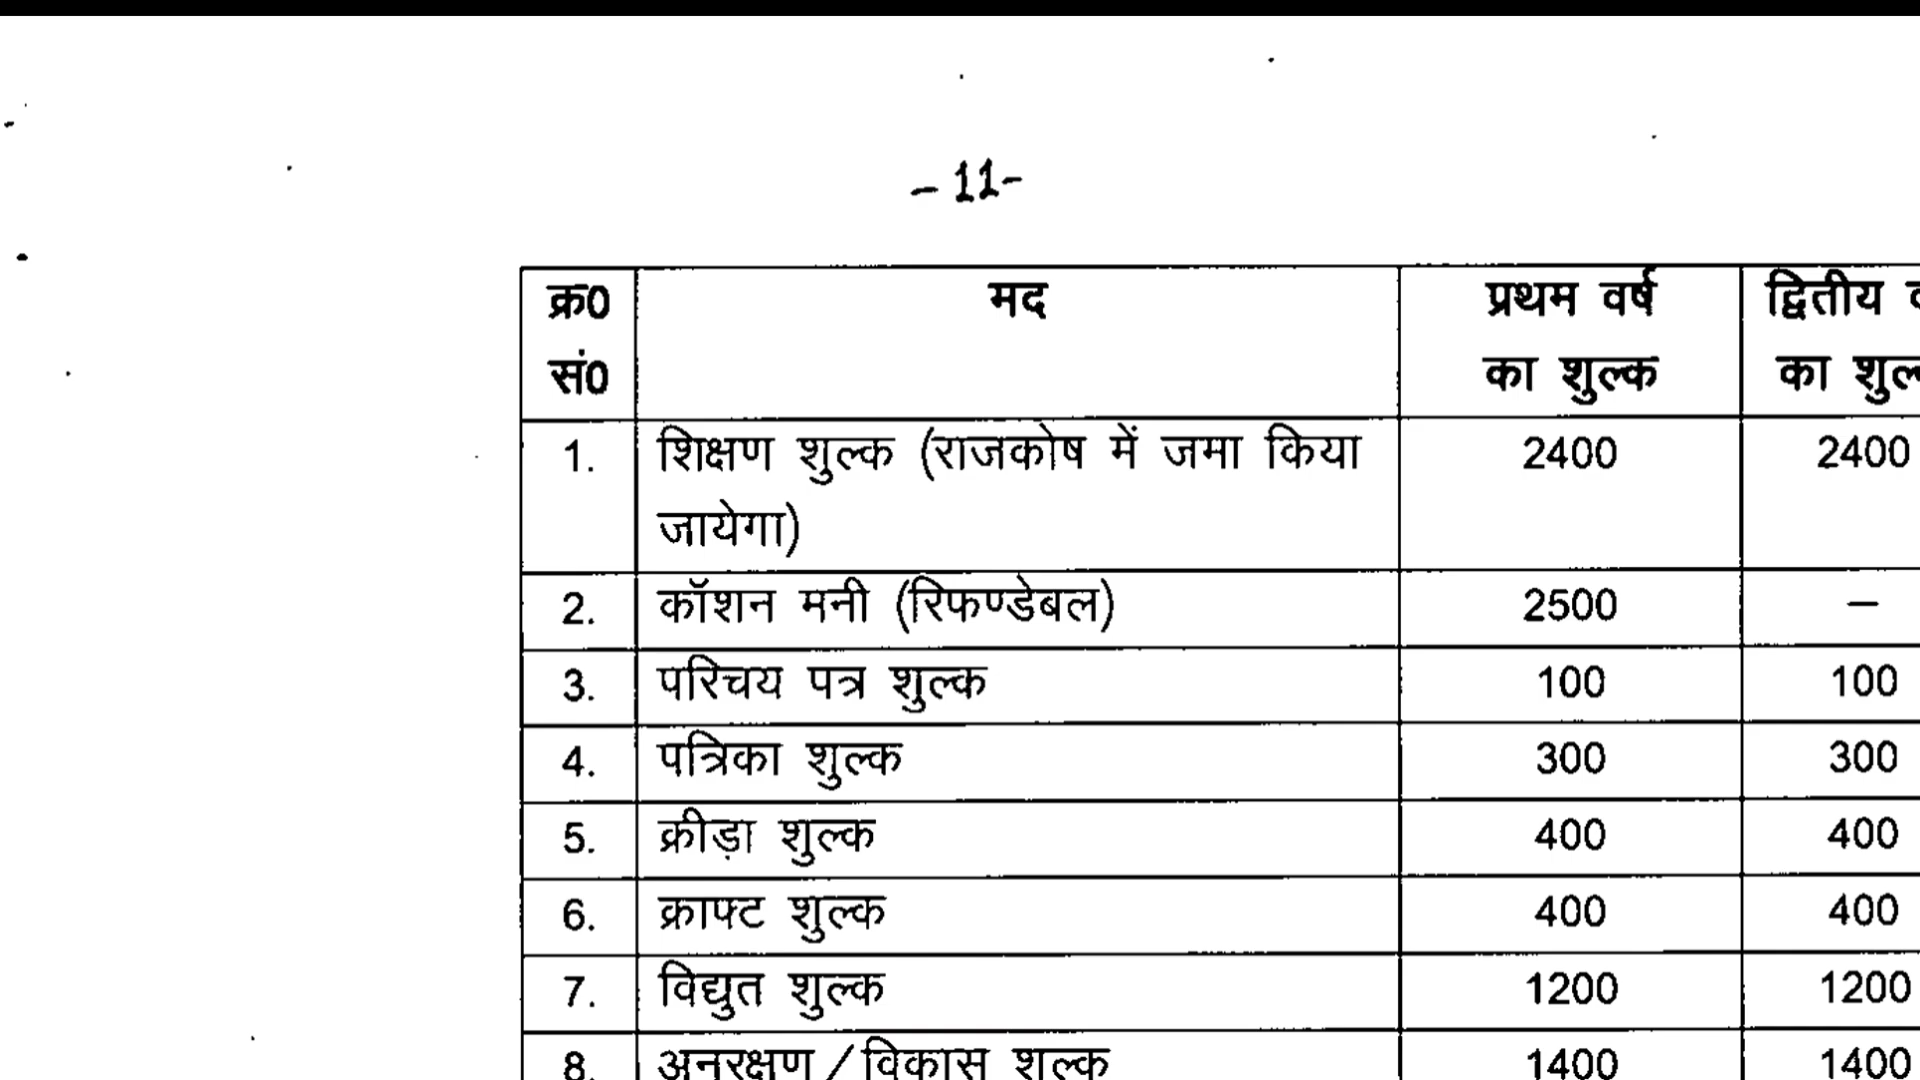 - 11-
क्र0 मद प्रथम वर्ष द्वितीय
सं0 का शुल्क का
1. शिक्षण शुल्क (राजकोष में जमा किया 2400 2400
जायेगा)
2. कॉशन मनी (रिफण्डेबल) 2500 –
3. परिचय पत्र शुल्क 100 100
4. पत्रिका शुल्क 300 300
5. क्रीड़ा शुल्क 400 400
6. क्राफ्ट शुल्क 400 400
7. विद्युत शुल्क 1200 1200
8. अनुरक्षण / विकास शुल्क 1400 1400